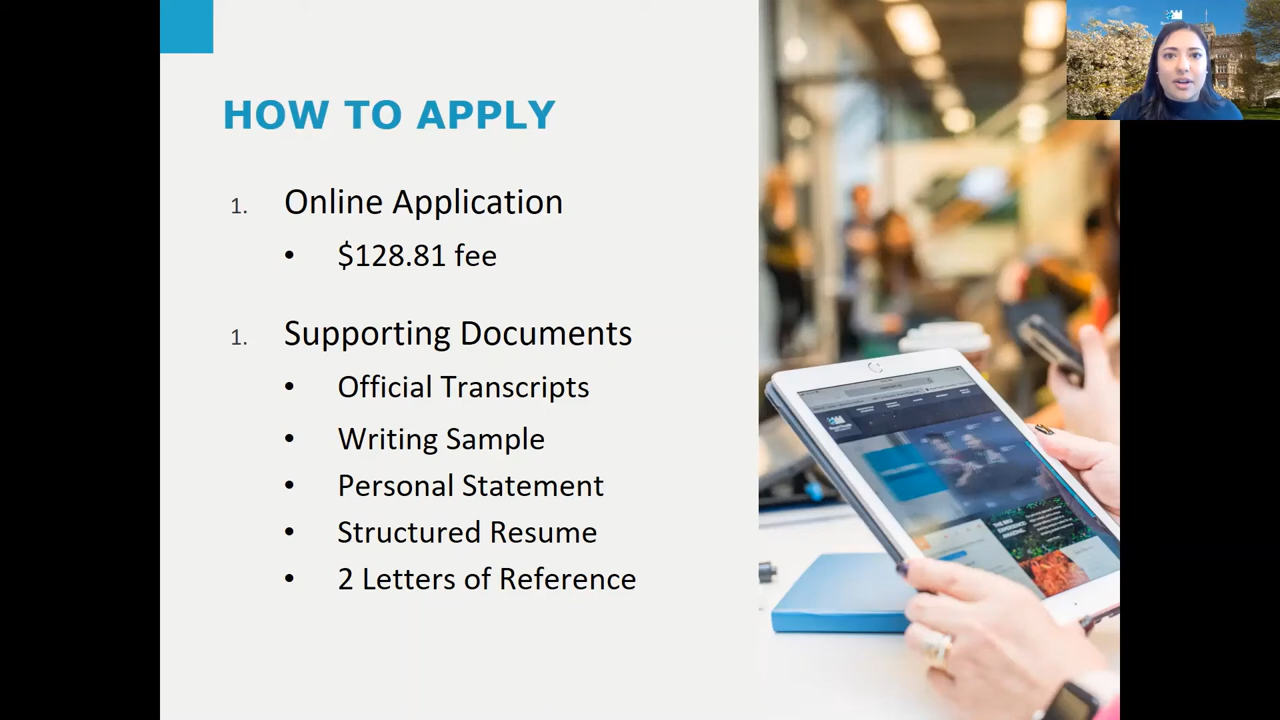 HOW TO APPLY
1. Online Application
• $128.81 fee
1. Supporting Documents
• Official Transcripts
• Writing Sample
• Personal Statement
• Structured Resume
• 2 Letters of Reference